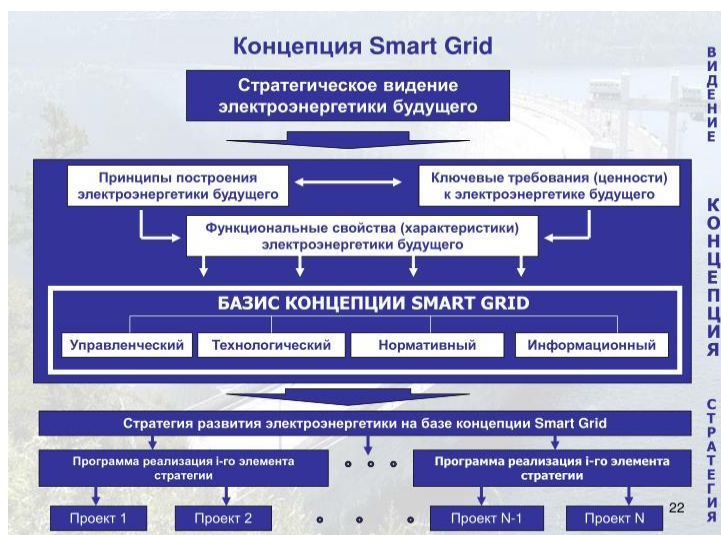 Концепция Smart Grid
Стратегическое видение
электроэнергетики будущего
ВИДЕНИЕ
Принципы построения
электроэнергетики будущего
Ключевые требования (ценности)
к электроэнергетике будущего
Функциональные свойства (характеристики)
электроэнергетики будущего
БАЗИС КОНЦЕПЦИИ SMART GRID
Управленческий
Технологический
Нормативный
Информационный
КОНЦЕПЦИЯ
Стратегия развития электроэнергетики на базе концепции Smart Grid
Программа реализация i-го элемента
стратегии
Программа реализация i-го элемента
стратегии
Проект 1
Проект 2
Проект N-1
Проект N
22
СТРАТЕГИЯ